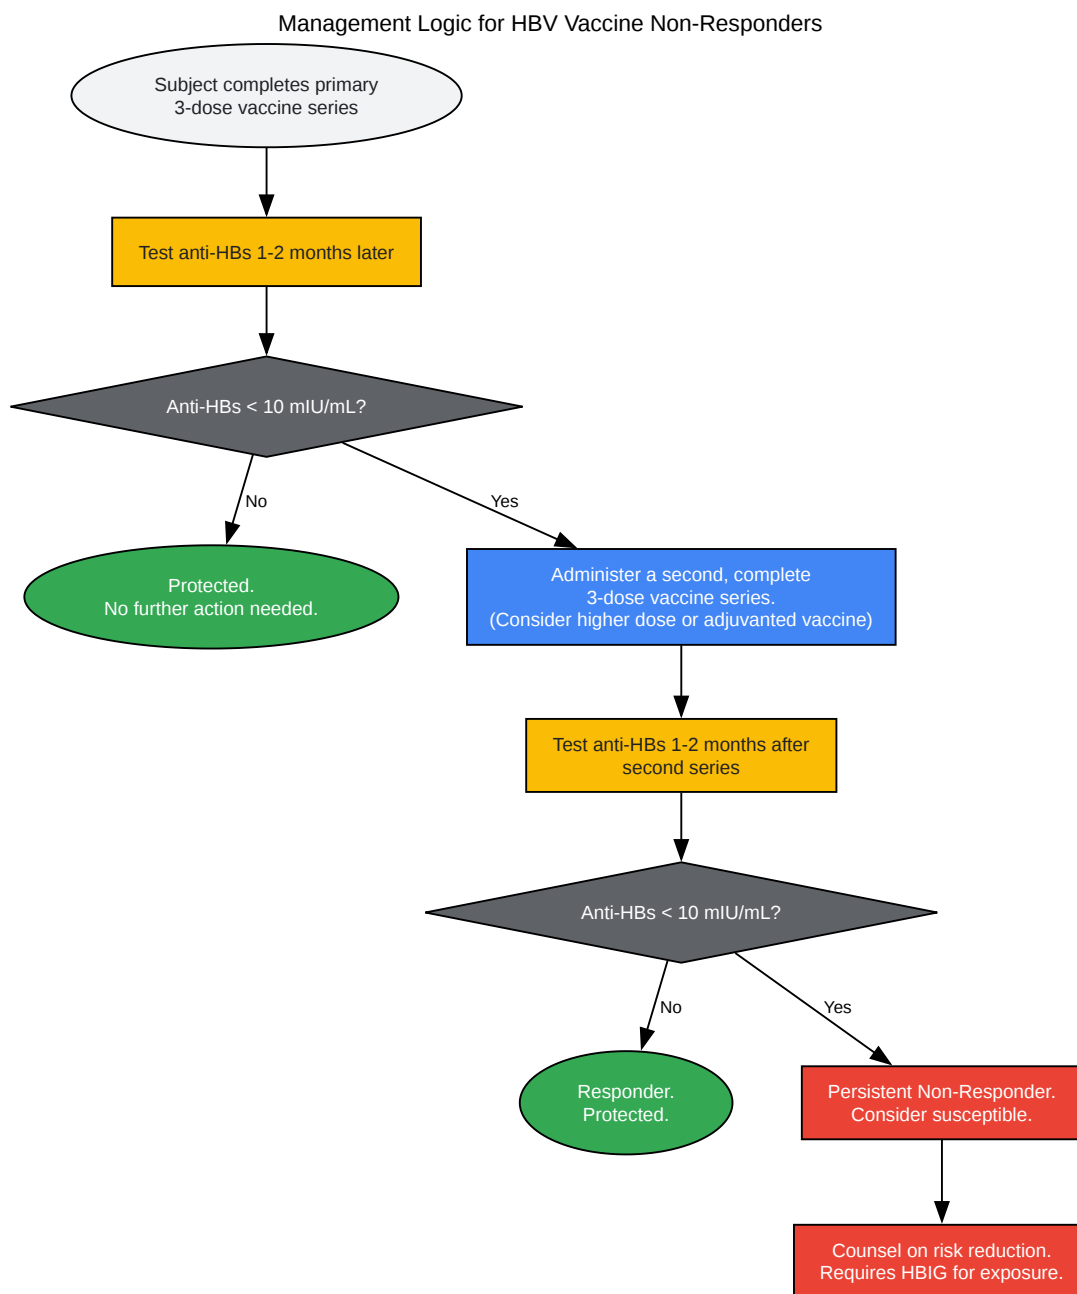 Management Logic for HBV Vaccine Non-Responders
Subject completes primary
3-dose vaccine series
Test anti-HBs 1-2 months later
Anti-HBs < 10 mIU/mL?
No
Yes
Protected.
No further action needed.
Administer a second, complete
3-dose vaccine series.
(Consider higher dose or adjuvanted vaccine)
Test anti-HBs 1-2 months after
second series
Anti-HBs < 10 mIU/mL?
No
Yes
Responder.
Protected.
Persistent Non-Responder.
Consider susceptible.
Counsel on risk reduction.
Requires HBIG for exposure.